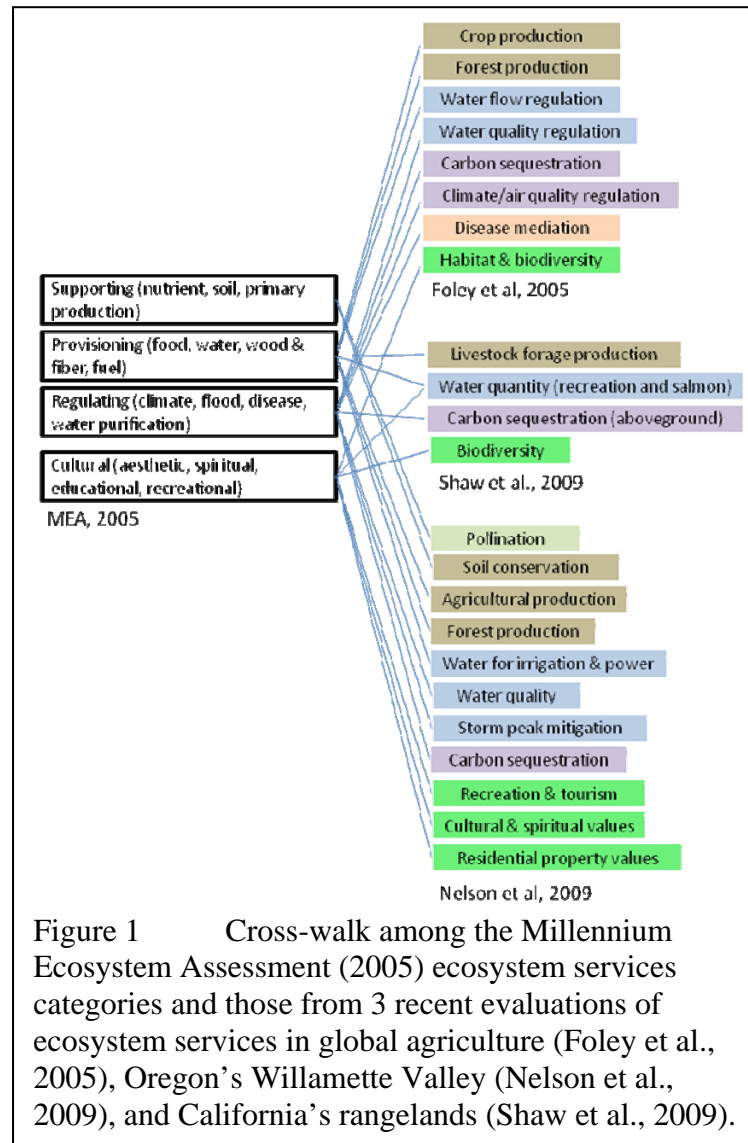 Crop production
Forest production
Water flow regulation
Water quality regulation
Carbon sequestration
Climate/air quality regulation
Disease mediation
Habitat & biodiversity
Foley et al, 2005
Supporting (nutrient, soil, primary
production)
Provisioning (food, water, wood &
fiber, fuel)
Regulating (climate, flood, disease,
water purification)
Cultural (aesthetic, spiritual,
educational, recreational)
MEA, 2005
Livestock forage production
Water quantity (recreation and salmon)
Carbon sequestration (aboveground)
Biodiversity
Shaw et al., 2009
Pollination
Soil conservation
Agricultural production
Forest production
Water for irrigation & power
Water quality
Storm peak mitigation
Carbon sequestration
Recreation & tourism
Cultural & spiritual values
Residential property values
Nelson et al, 2009
Figure 1 Cross-walk among the Millennium
Ecosystem Assessment (2005) ecosystem services
categories and those from 3 recent evaluations of
ecosystem services in global agriculture (Foley et al.,
2005), Oregon’s Willamette Valley (Nelson et al.,
2009), and California’s rangelands (Shaw et al., 2009).